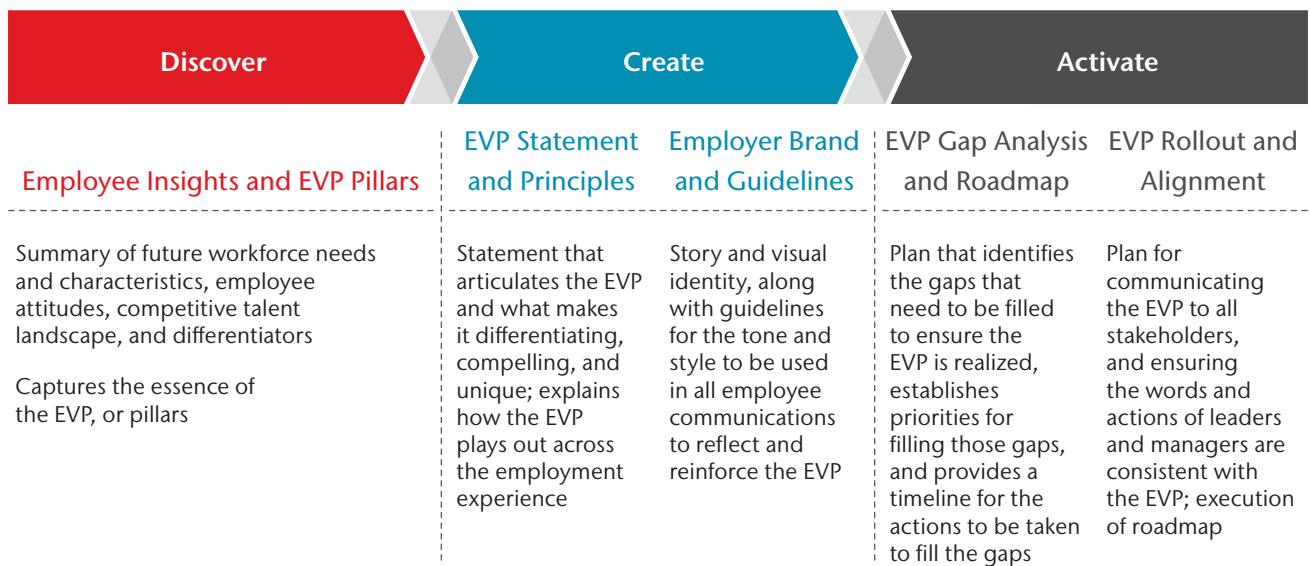 Discover
Create
Activate
Employee Insights and EVP Pillars
EVP Statement
and Principles
Employer Brand
and Guidelines
EVP Gap Analysis
and Roadmap
EVP Rollout and
Alignment
Summary of future workforce needs
and characteristics, employee
attitudes, competitive talent
landscape, and differentiators
Captures the essence of
the EVP, or pillars
Statement that
articulates the EVP
and what makes
it differentiating,
compelling, and
unique; explains
how the EVP
plays out across
the employment
experience
Story and visual
identity, along
with guidelines
for the tone and
style to be used
in all employee
communications
to reflect and
reinforce the EVP
Plan that identifies
the gaps that
need to be filled
to ensure the
EVP is realized,
establishes
priorities for
filling those gaps,
and provides a
timeline for the
actions to be taken
to fill the gaps
Plan for
communicating
the EVP to all
stakeholders,
and ensuring
the words and
actions of leaders
and managers are
consistent with
the EVP; execution
of roadmap